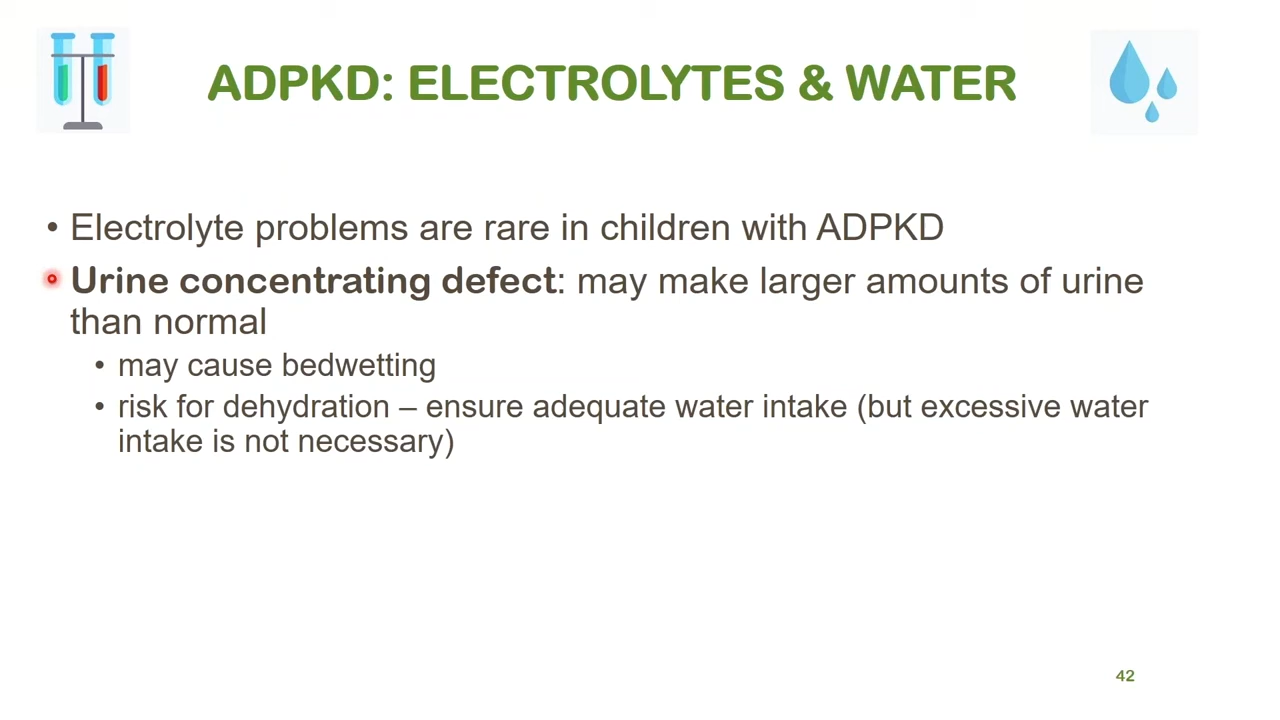 ADPKD: ELECTROLYTES & WATER
• Electrolyte problems are rare in children with ADPKD
• Urine concentrating defect: may make larger amounts of urine
than normal
• may cause bedwetting
• risk for dehydration – ensure adequate water intake (but excessive water
intake is not necessary)
42